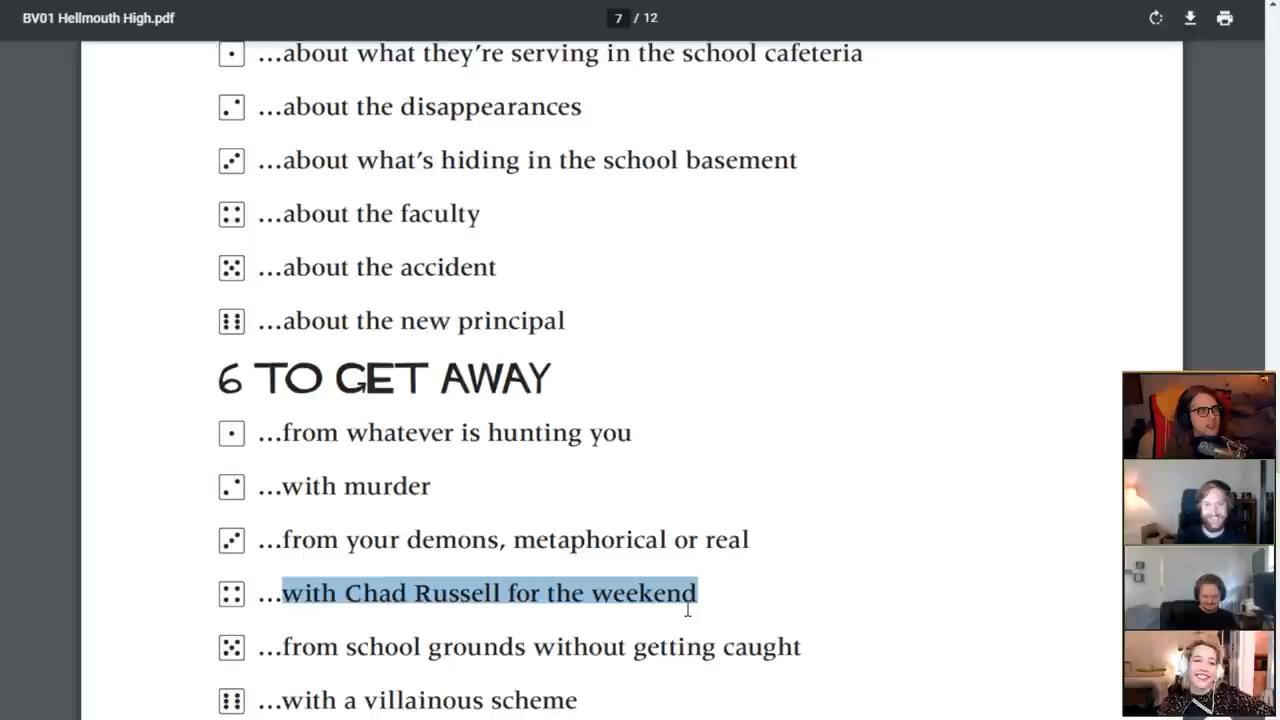 BV01 Hellmouth High.pdf
7 / 12
...about what they’re serving in the school cafeteria
...about the disappearances
...about what’s hiding in the school basement
...about the faculty
...about the accident
...about the new principal
6 TO GET AWAY
...from whatever is hunting you
...with murder
...from your demons, metaphorical or real
...with Chad Russell for the weekend
...from school grounds without getting caught
...with a villainous scheme